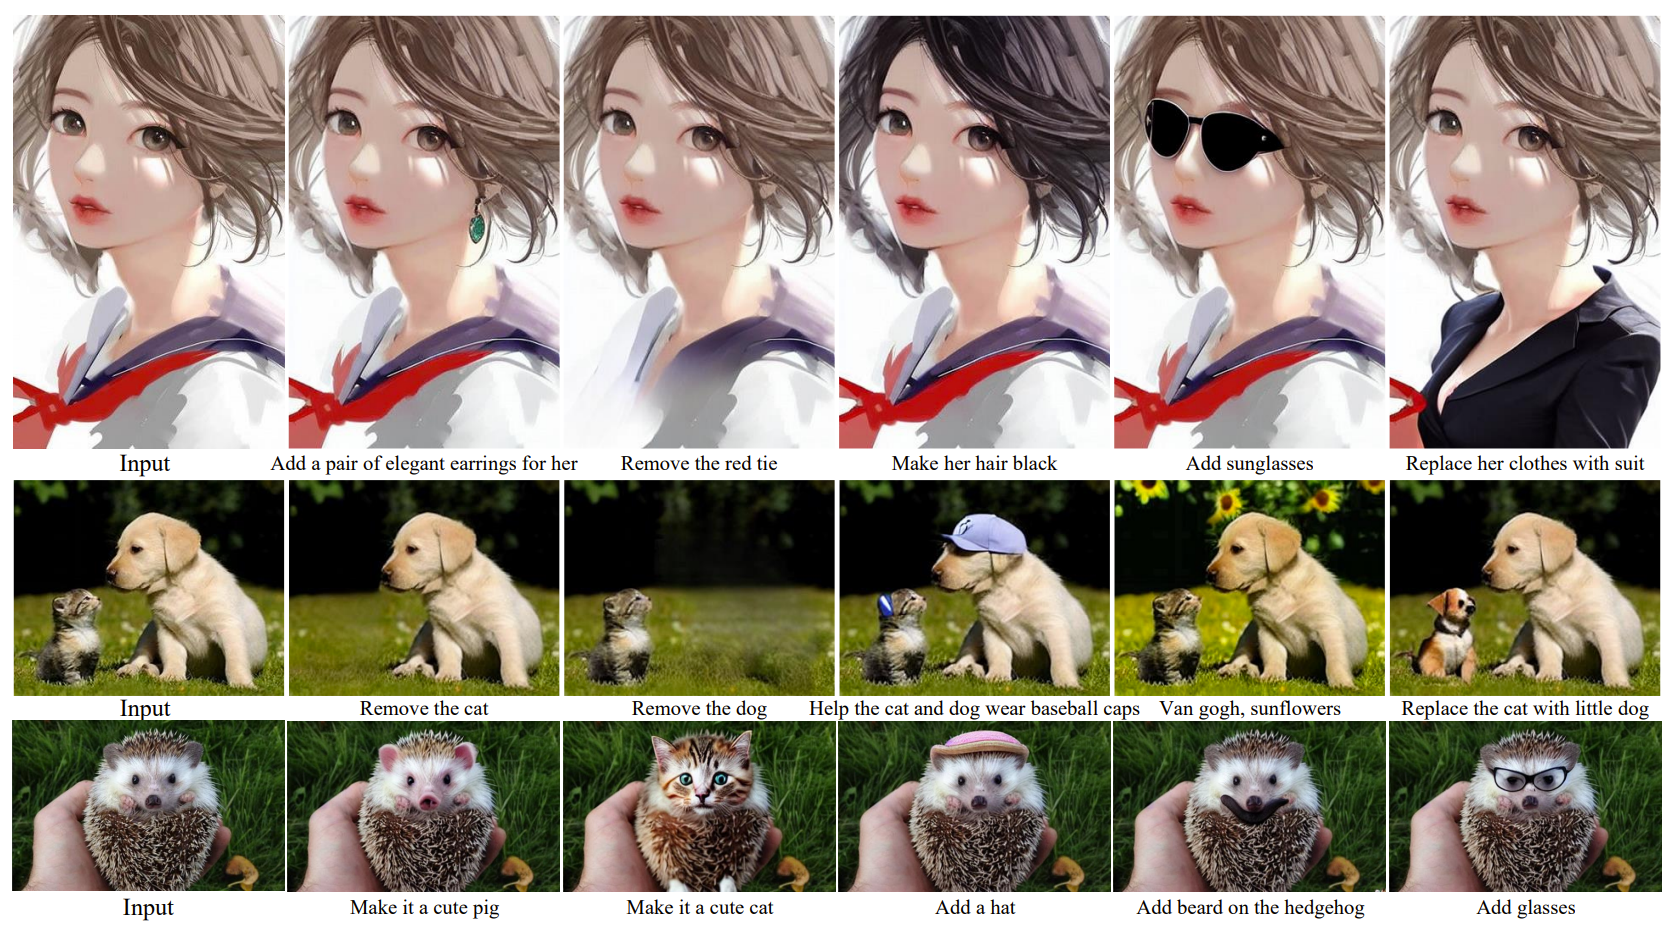 Input
Add a pair of elegant earrings for her
Remove the red tie
Make her hair black
Add sunglasses
Replace her clothes with suit
Input
Remove the cat
Remove the dog
Help the cat and dog wear baseball caps
Van gogh, sunflowers
Replace the cat with little dog
Input
Make it a cute pig
Make it a cute cat
Add a hat
Add beard on the hedgehog
Add glasses